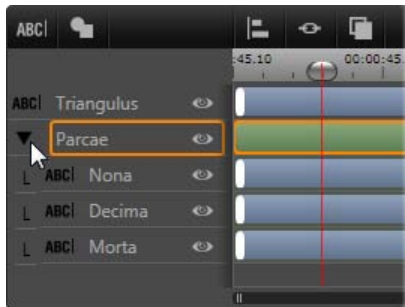 ABC
:45.10 00:00:45.
ABC Triangulus
Parcae
ABC Nona
ABC Decima
ABC Morta